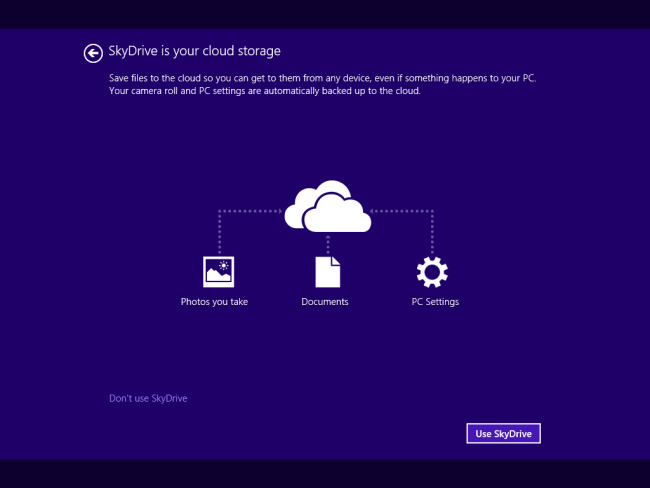 SkyDrive is your cloud storage
Save files to the cloud so you can get to them from any device, even if something happens to your PC.
Your camera roll and PC settings are automatically backed up to the cloud.
Photos you take
Documents
PC Settings
Don't use SkyDrive
Use SkyDrive